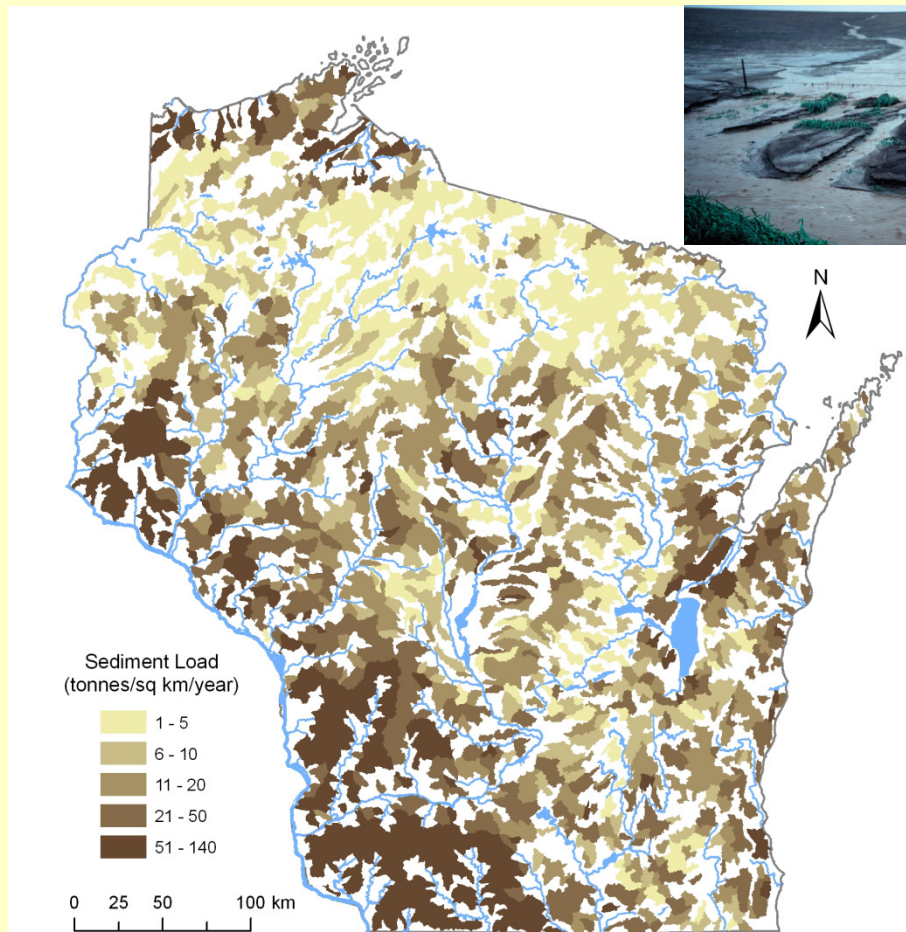 N
Sediment Load
(tonnes/sq km/year)
1 - 5
6 - 10
11 - 20
21 - 50
51 - 140
0 25 50 100 km